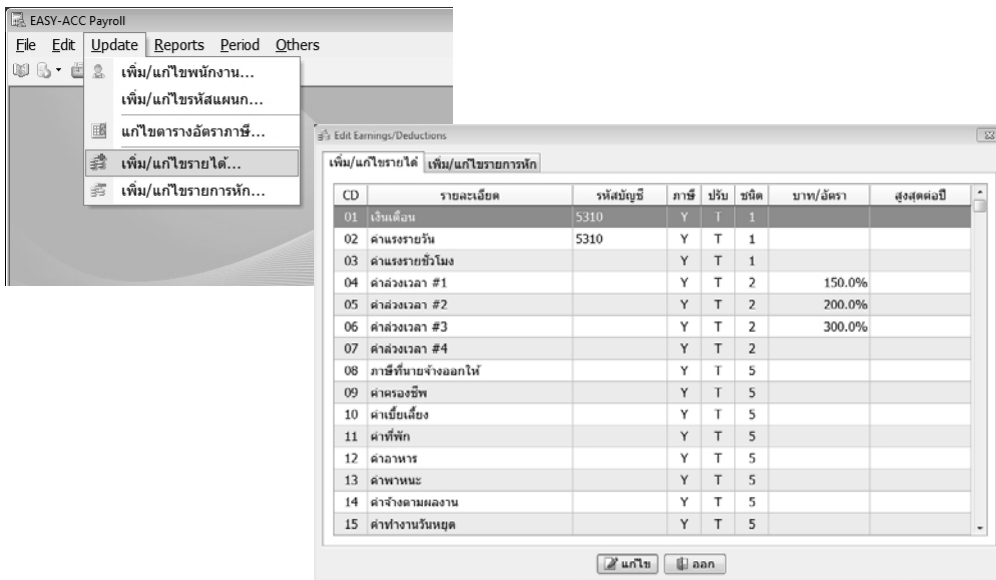 EASY-ACC Payroll
File Edit Update Reports Period Others
เพิ่ม/แก้ไขพนักงาน...
เพิ่ม/แก้ไขรหัสแผนก...
แก้ไขตารางอัตราภาษี...
เพิ่ม/แก้ไขรายได้...
เพิ่ม/แก้ไขรายการหัก...
Edit Earnings/Deductions
เพิ่ม/แก้ไขรายได้ เพิ่ม/แก้ไขรายการหัก
CD รายละเอียด รหัสบัญชี ภาษี ปรับ ชนิด บาท/อัตรา สูงสุดต่อปี
01 เงินเดือน 5310 Y T 1
02 ค่าแรงรายวัน 5310 Y T 1
03 ค่าแรงรายชั่วโมง Y T 1
04 ค่าล่วงเวลา #1 Y T 2 150.0%
05 ค่าล่วงเวลา #2 Y T 2 200.0%
06 ค่าล่วงเวลา #3 Y T 2 300.0%
07 ค่าล่วงเวลา #4 Y T 2
08 ภาษีที่นายจ้างออกให้ Y T 5
09 ค่าครองชีพ Y T 5
10 ค่าเบี้ยเลี้ยง Y T 5
11 ค่าที่พัก Y T 5
12 ค่าอาหาร Y T 5
13 ค่าพาหนะ Y T 5
14 ค่าจ้างตามผลงาน Y T 5
15 ค่าทำงานวันหยุด Y T 5
แก้ไข ออก